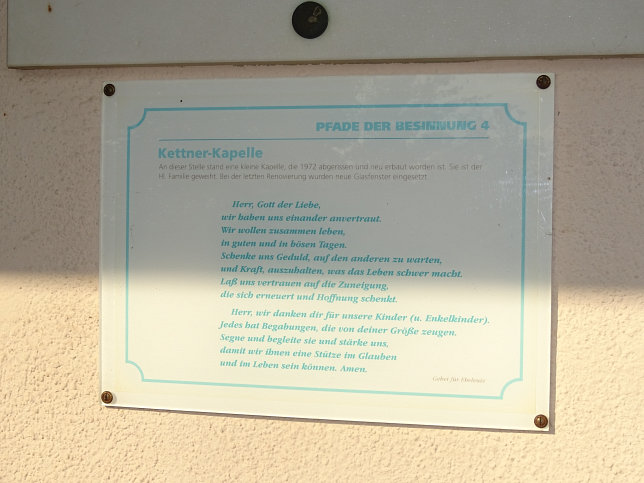 PFADE DER BESINNUNG 4
Kettner-Kapelle
An dieser Stelle stand eine kleine Kapelle, die 1972 abgerissen und neu erbaut worden ist. Sie ist der
Hl. Familie geweiht. Bei der letzten Renovierung wurden neue Glasfenster eingesetzt.
Herr, Gott der Liebe,
wir haben uns einander anvertraut.
Wir wollen zusammen leben,
in guten und in bösen Tagen.
Schenke uns Geduld, auf den anderen zu warten,
und Kraft, auszuhalten, was das Leben schwer macht.
Laß uns vertrauen auf die Zuneigung,
die sich erneuert und Hoffnung schenkt.
Herr, wir danken dir für unsere Kinder (u. Enkelkinder).
Jedes hat Begabungen, die von deiner Größe zeugen.
Segne und begleite sie und stärke uns,
damit wir ihnen eine Stütze im Glauben
und im Leben sein können. Amen.
Gebet für Eheleute